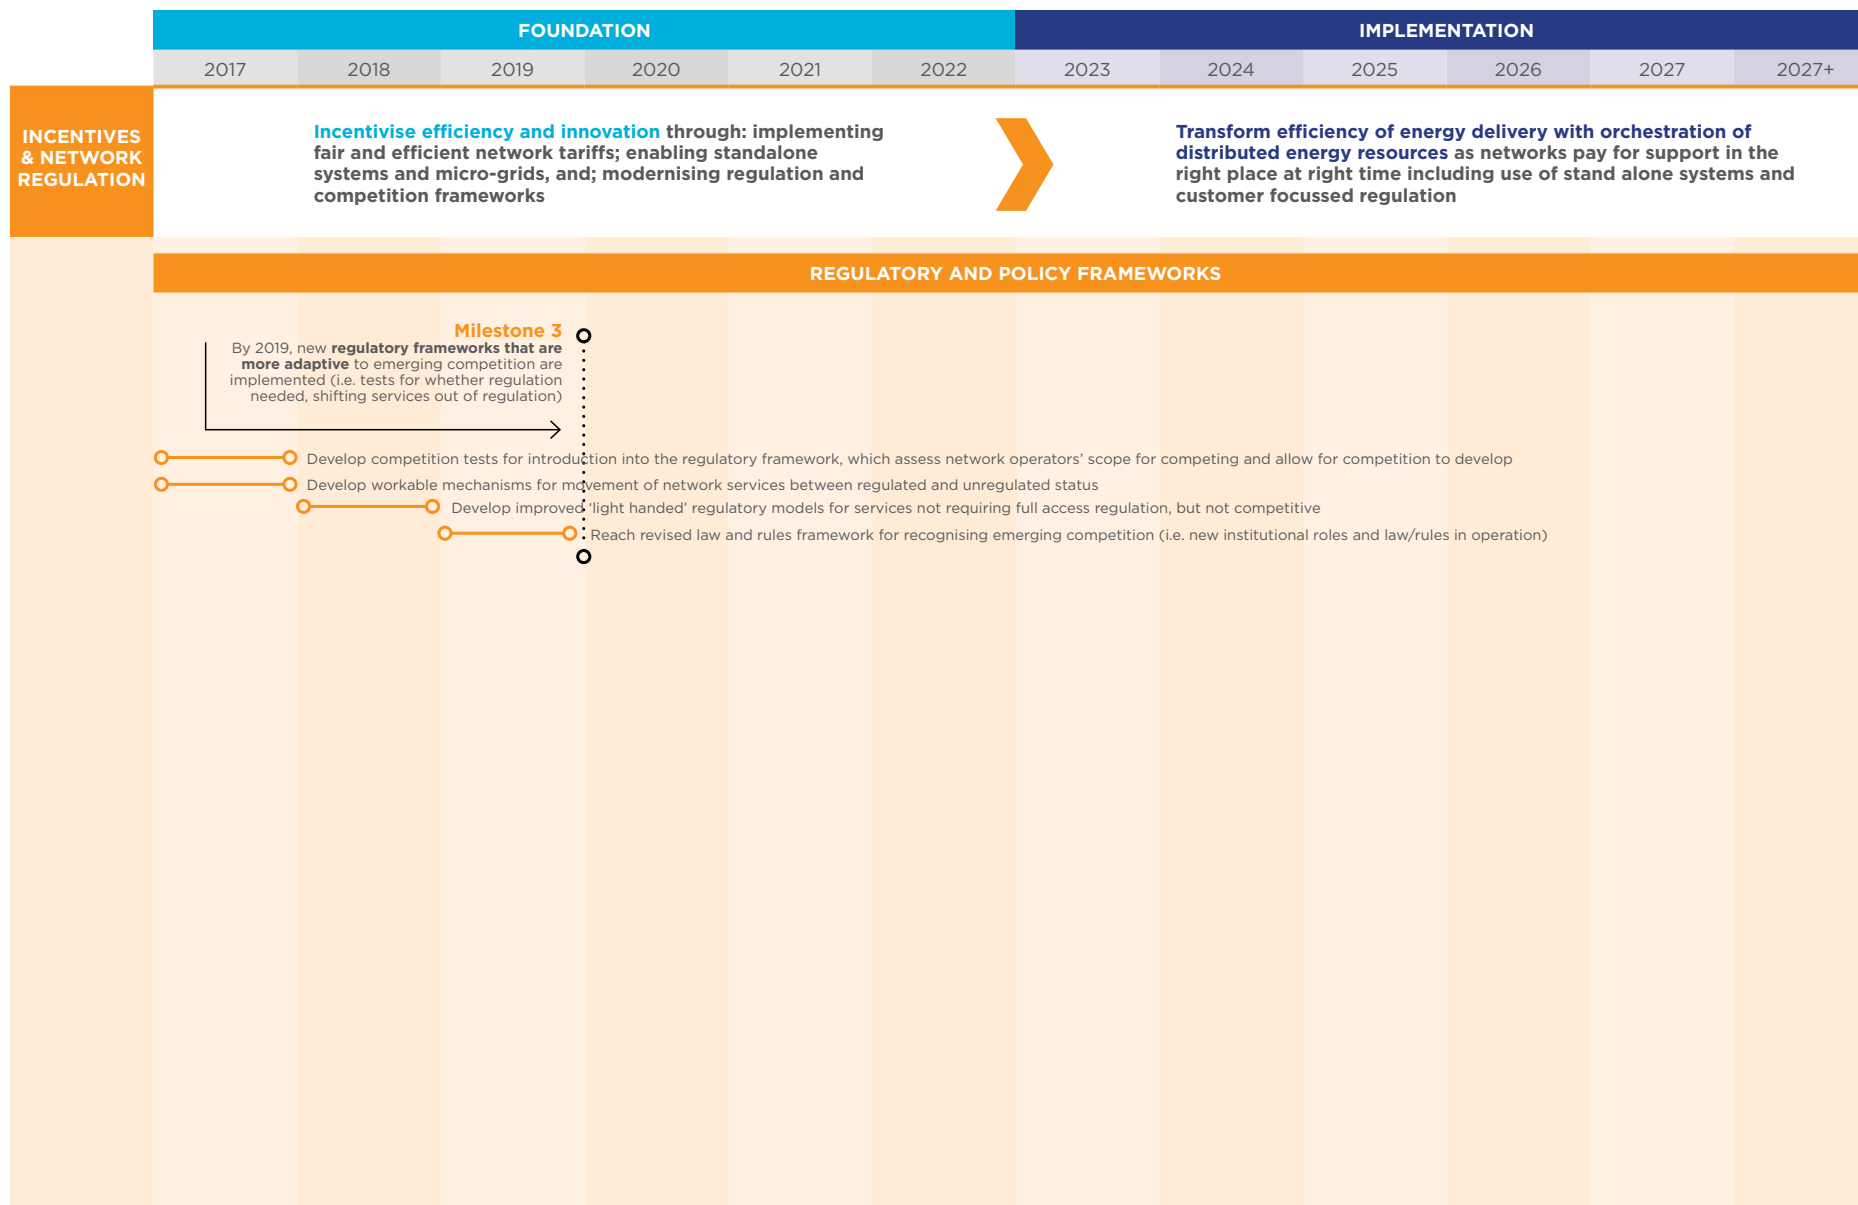 FOUNDATION
IMPLEMENTATION
2017
2018
2019
2020
2021
2022
2023
2024
2025
2026
2027
2027+
INCENTIVES
& NETWORK
REGULATION
Incentivise efficiency and innovation through: implementing
fair and efficient network tariffs; enabling standalone
systems and micro-grids, and; modernising regulation and
competition frameworks
Transform efficiency of energy delivery with orchestration of
distributed energy resources as networks pay for support in the
right place at right time including use of stand alone systems and
customer focussed regulation
REGULATORY AND POLICY FRAMEWORKS
Milestone 3
By 2019, new regulatory frameworks that are
more adaptive to emerging competition are
implemented (i.e. tests for whether regulation
needed, shifting services out of regulation)
Develop competition tests for introduction into the regulatory framework, which assess network operators’ scope for competing and allow for competition to develop
Develop workable mechanisms for movement of network services between regulated and unregulated status
Develop improved ‘light handed’ regulatory models for services not requiring full access regulation, but not competitive
Reach revised law and rules framework for recognising emerging competition (i.e. new institutional roles and law/rules in operation)